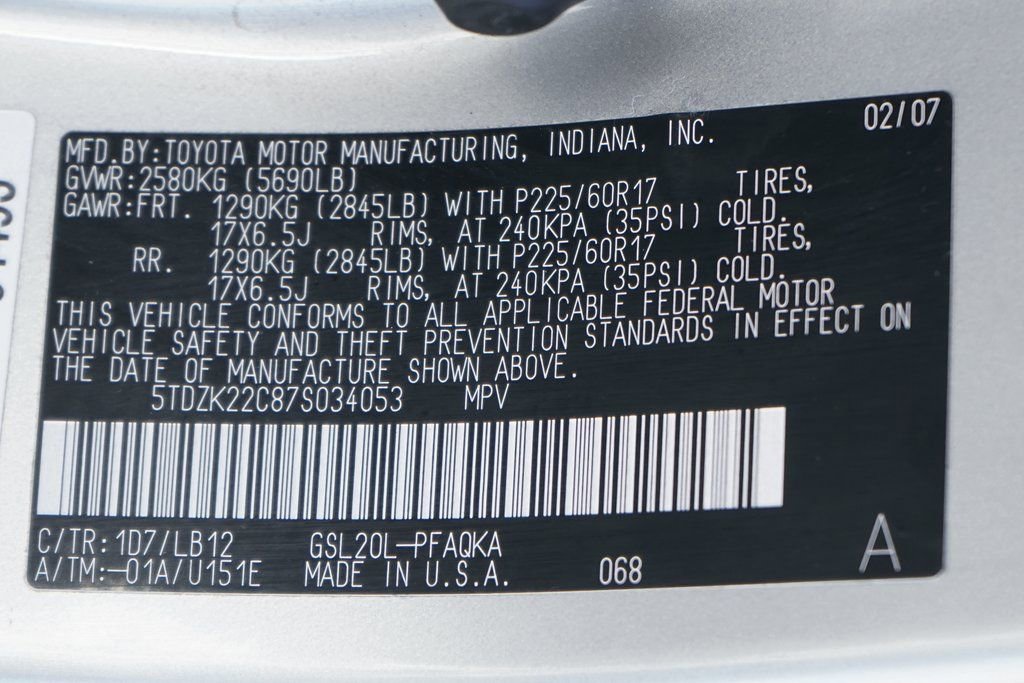 02/07
MFD.BY:TOYOTA MOTOR MANUFACTURING, INDIANA, INC.
GVWR:2580KG (5690LB)
GAWR:FRT. 1290KG (2845LB) WITH P225/60R17 TIRES,
17X6.5J RIMS, AT 240KPA (35PSI) COLD.
RR. 1290KG (2845LB) WITH P225/60R17 TIRES,
17X6.5J RIMS, AT 240KPA (35PSI) COLD.
THIS VEHICLE CONFORMS TO ALL APPLICABLE FEDERAL MOTOR
VEHICLE SAFETY AND THEFT PREVENTION STANDARDS IN EFFECT ON
THE DATE OF MANUFACTURE SHOWN ABOVE.
5TDZK22C87S034053 MPV
C/TR:1D7/LB12 GSL20L-PFAQKA
A/TM:-01A/U151E MADE IN U.S.A. 068 A